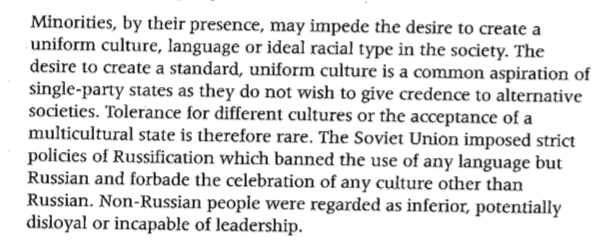 Minorities, by their presence, may impede the desire to create a
uniform culture, language or ideal racial type in the society. The
desire to create a standard, uniform culture is a common aspiration of
single-party states as they do not wish to give credence to alternative
societies. Tolerance for different cultures or the acceptance of a
multicultural state is therefore rare. The Soviet Union imposed strict
policies of Russification which banned the use of any language but
Russian and forbade the celebration of any culture other than
Russian. Non-Russian people were regarded as inferior, potentially
disloyal or incapable of leadership.